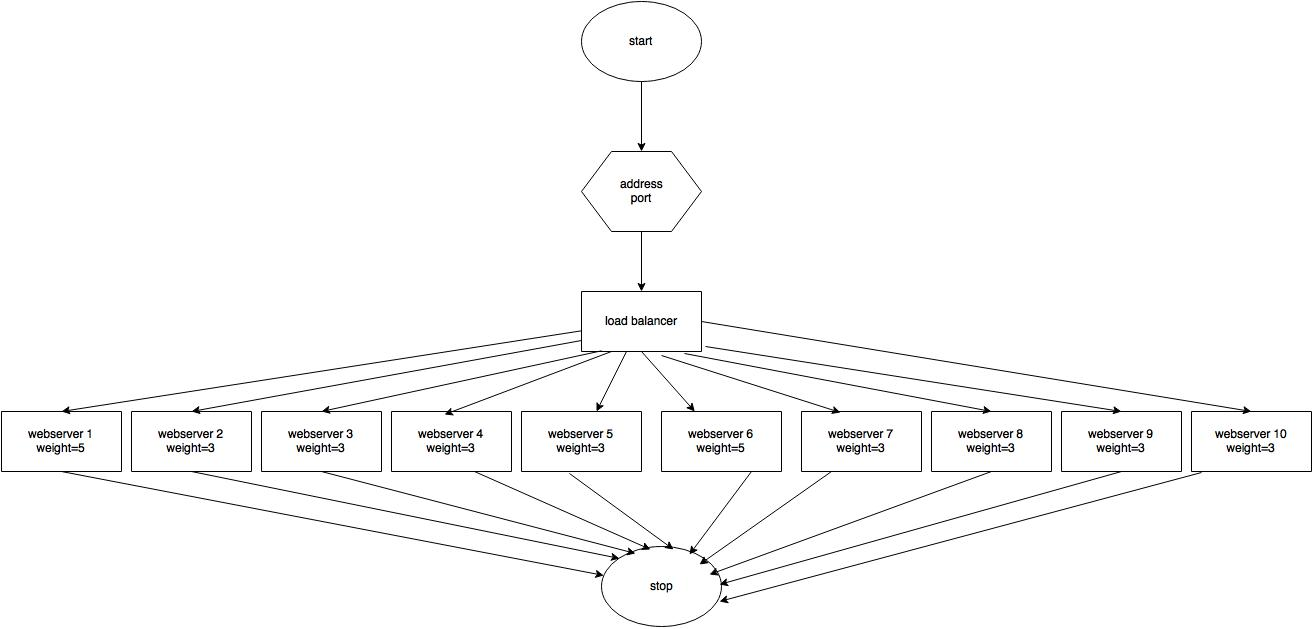 start
address
port
load balancer
webserver 1
weight=5
webserver 2
weight=3
webserver 3
weight=3
webserver 4
weight=3
webserver 5
weight=3
webserver 6
weight=5
webserver 7
weight=3
webserver 8
weight=3
webserver 9
weight=3
webserver 10
weight=3
stop